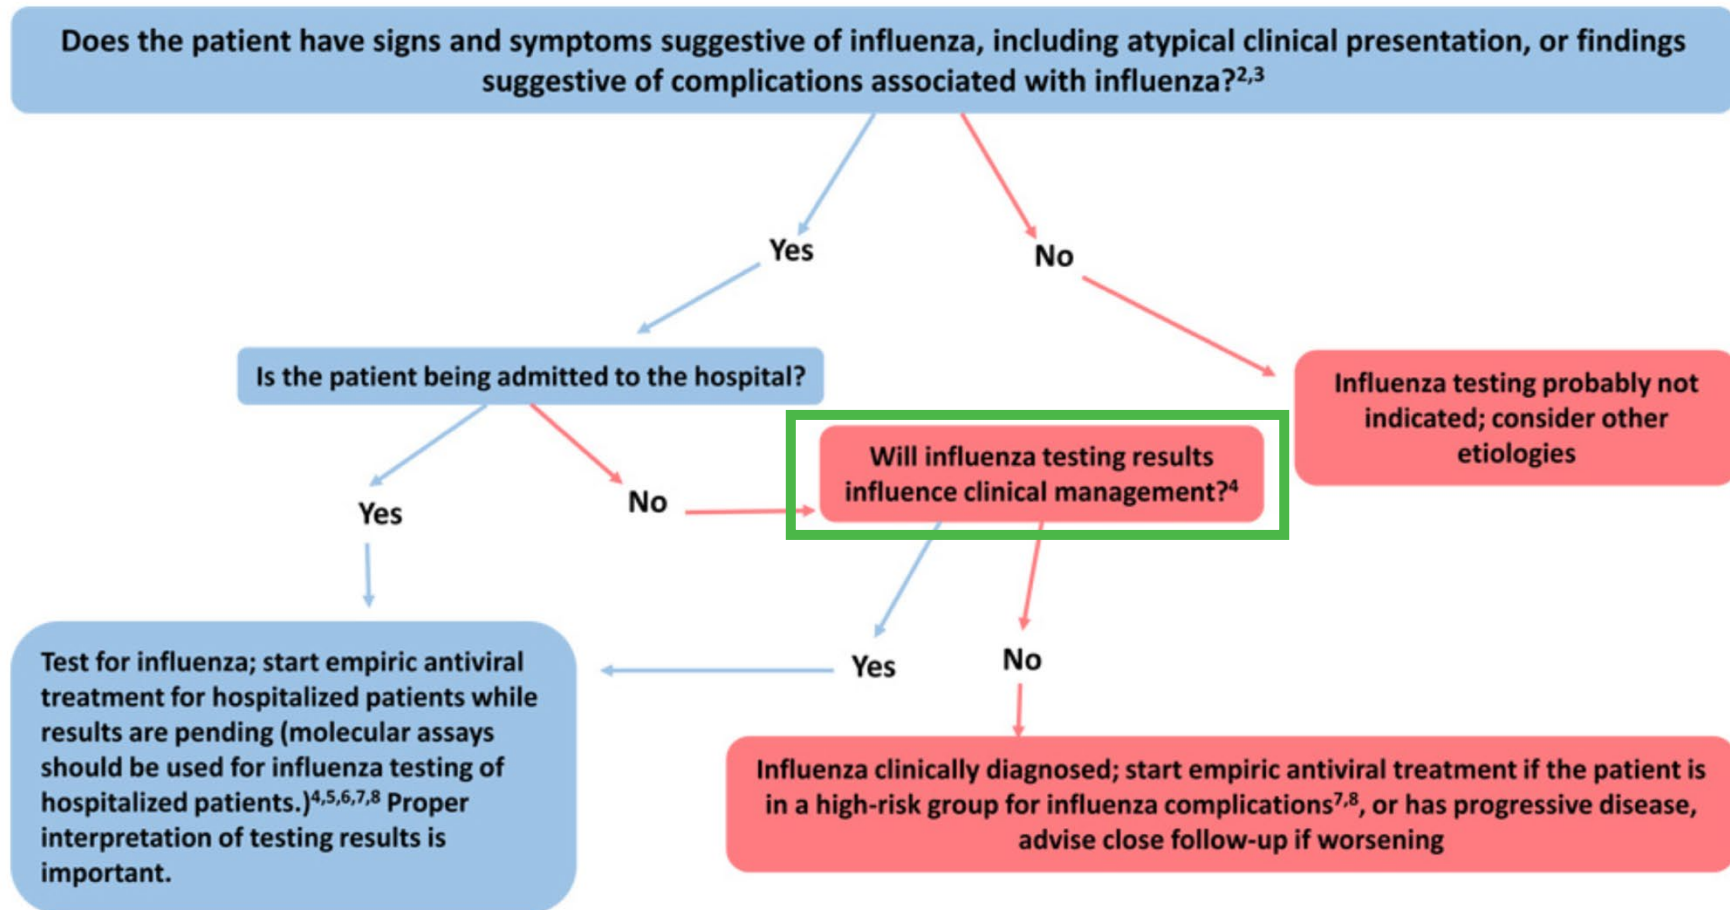 Does the patient have signs and symptoms suggestive of influenza, including atypical clinical presentation, or findings
suggestive of complications associated with influenza?2,3
Yes
No
Is the patient being admitted to the hospital?
Influenza testing probably not
indicated; consider other
etiologies
Will influenza testing results
influence clinical management?4
Yes
No
Test for influenza; start empiric antiviral
treatment for hospitalized patients while
results are pending (molecular assays
should be used for influenza testing of
hospitalized patients.)4,5,6,7,8 Proper
interpretation of testing results is
important.
Yes
No
Influenza clinically diagnosed; start empiric antiviral treatment if the patient is
in a high-risk group for influenza complications7,8, or has progressive disease,
advise close follow-up if worsening